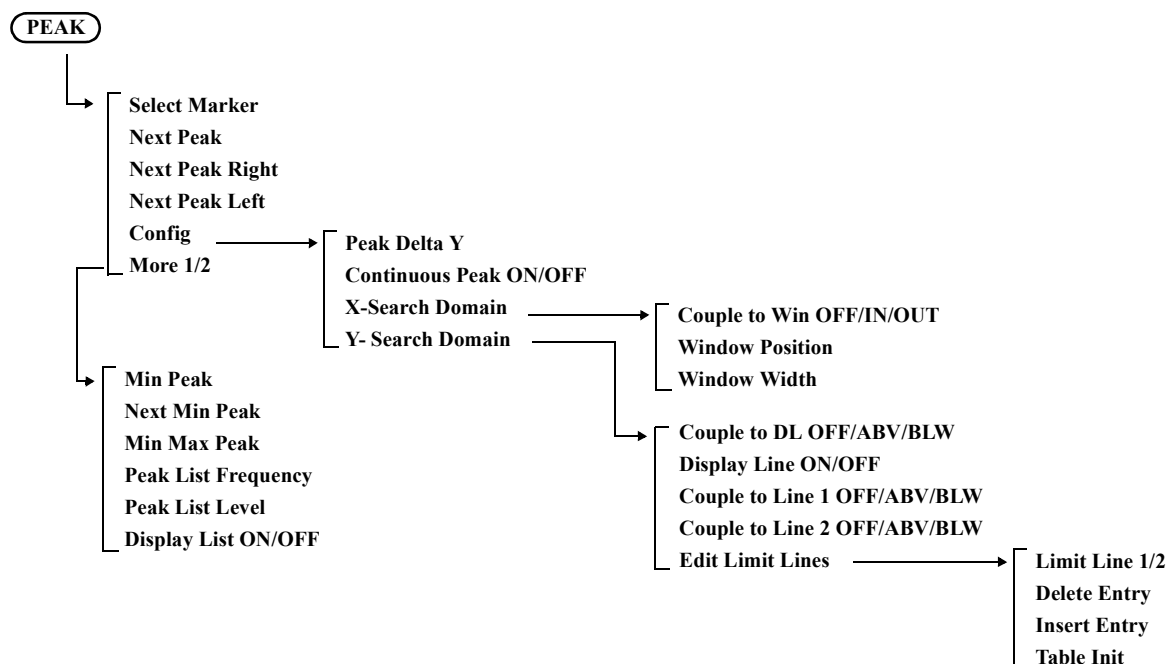 PEAK
Select Marker
Next Peak
Next Peak Right
Next Peak Left
Config
More 1/2
Peak Delta Y
Continuous Peak ON/OFF
X-Search Domain
Y- Search Domain
Couple to Win OFF/IN/OUT
Window Position
Window Width
Min Peak
Next Min Peak
Min Max Peak
Peak List Frequency
Peak List Level
Display List ON/OFF
Couple to DL OFF/ABV/BLW
Display Line ON/OFF
Couple to Line 1 OFF/ABV/BLW
Couple to Line 2 OFF/ABV/BLW
Edit Limit Lines
Limit Line 1/2
Delete Entry
Insert Entry
Table Init